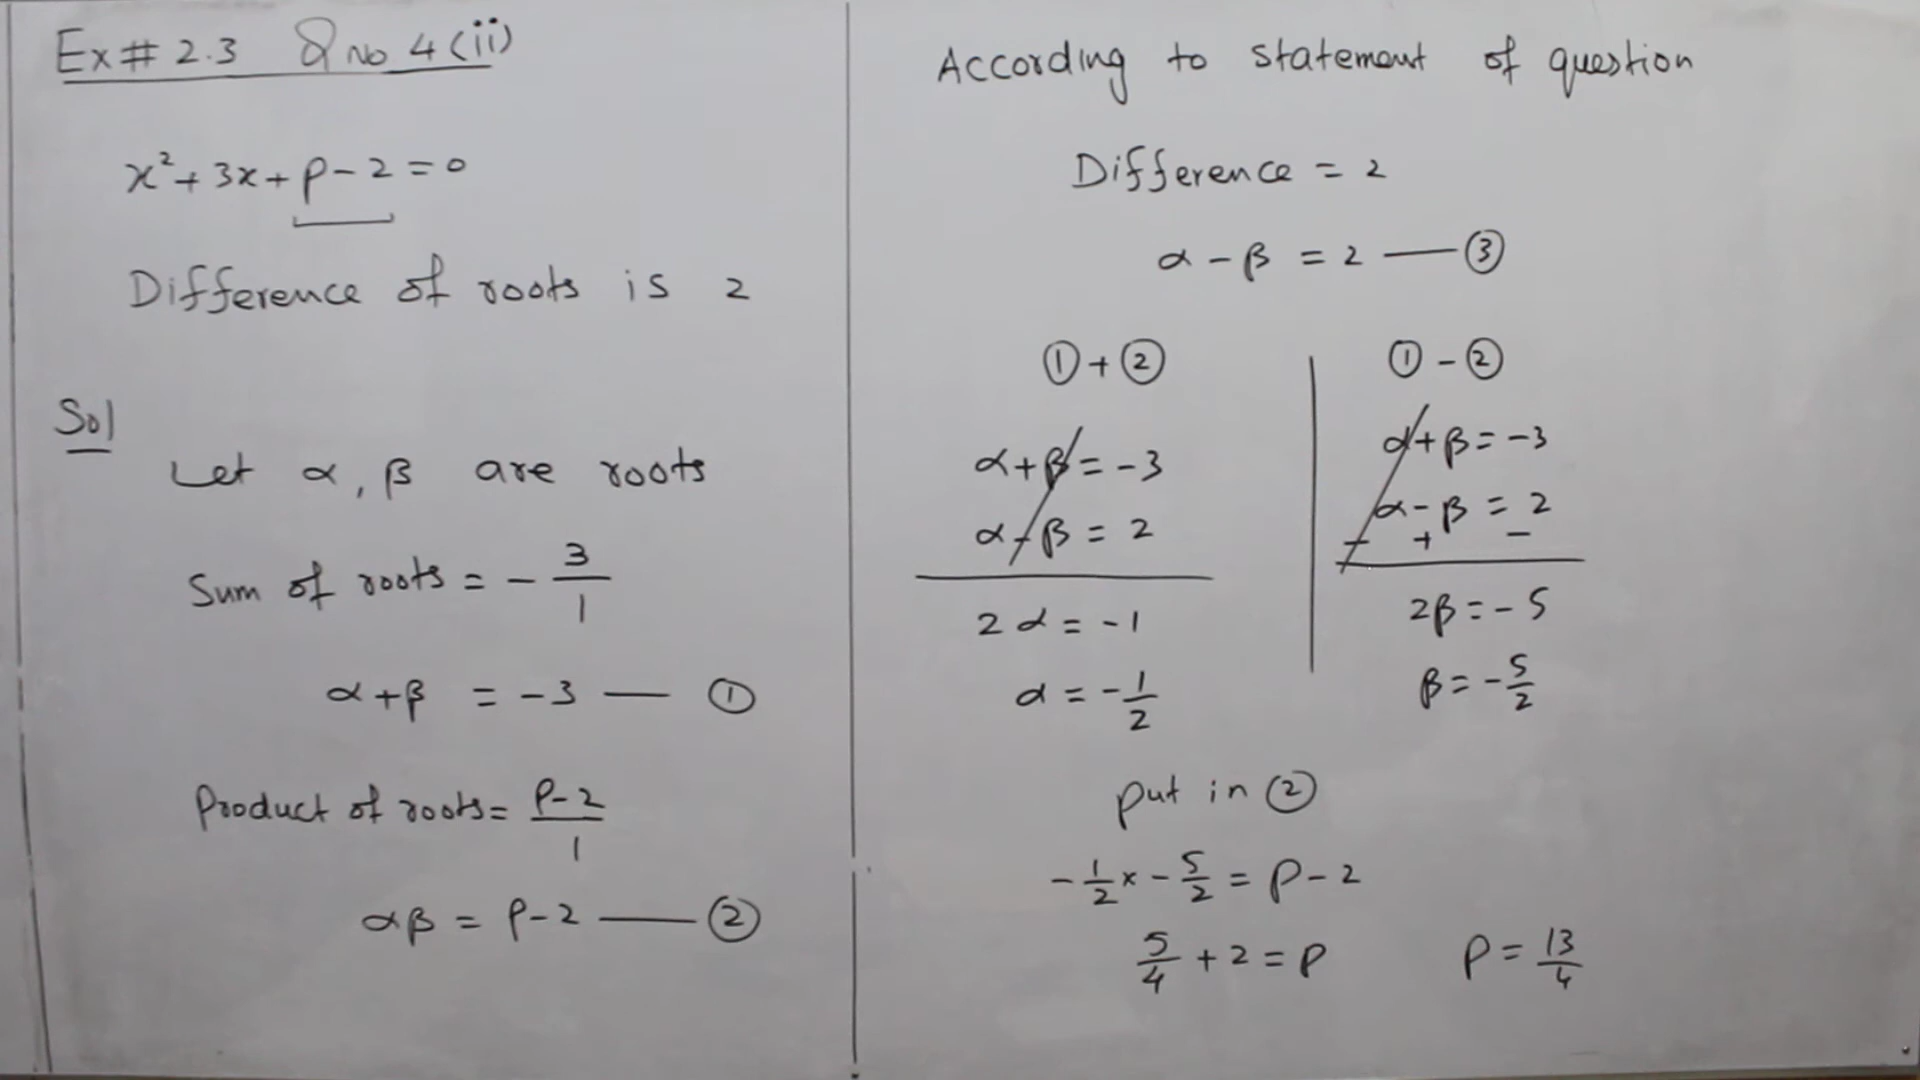 Ex# 2.3 Q No 4(ii)
x²+3x+p-2=0
Difference of roots is 2
Sol
Let α, β are roots
Sum of roots = - 3/1
α+β = -3 — ①
Product of roots = P-2/1
αβ = P-2 — ②
According to statement of question
Difference = 2
α-β = 2 — ③
①+②
α+β = -3
α-β = 2
2α = -1
α = -1/2
①-②
α+β = -3
α-β = 2
- + -
2β = -5
β = -5/2
put in ②
-1/2 x -5/2 = P-2
5/4 + 2 = P
P = 13/4